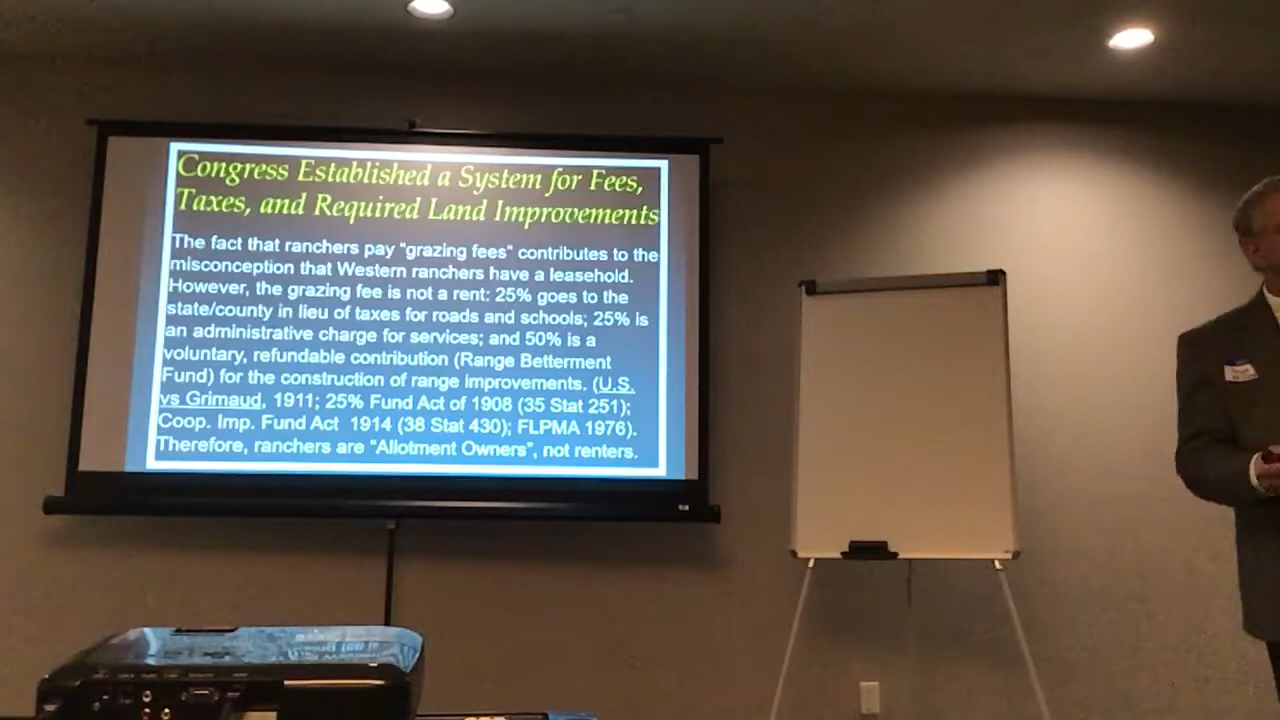 Congress Established a System for Fees,
Taxes, and Required Land Improvements
The fact that ranchers pay "grazing fees" contributes to the
misconception that Western ranchers have a leasehold.
However, the grazing fee is not a rent: 25% goes to the
state/county in lieu of taxes for roads and schools; 25% is
an administrative charge for services; and 50% is a
voluntary, refundable contribution (Range Betterment
Fund) for the construction of range improvements. (U.S.
vs Grimaud, 1911; 25% Fund Act of 1908 (35 Stat 251);
Coop. Imp. Fund Act 1914 (38 Stat 430); FLPMA 1976).
Therefore, ranchers are "Allotment Owners", not renters.